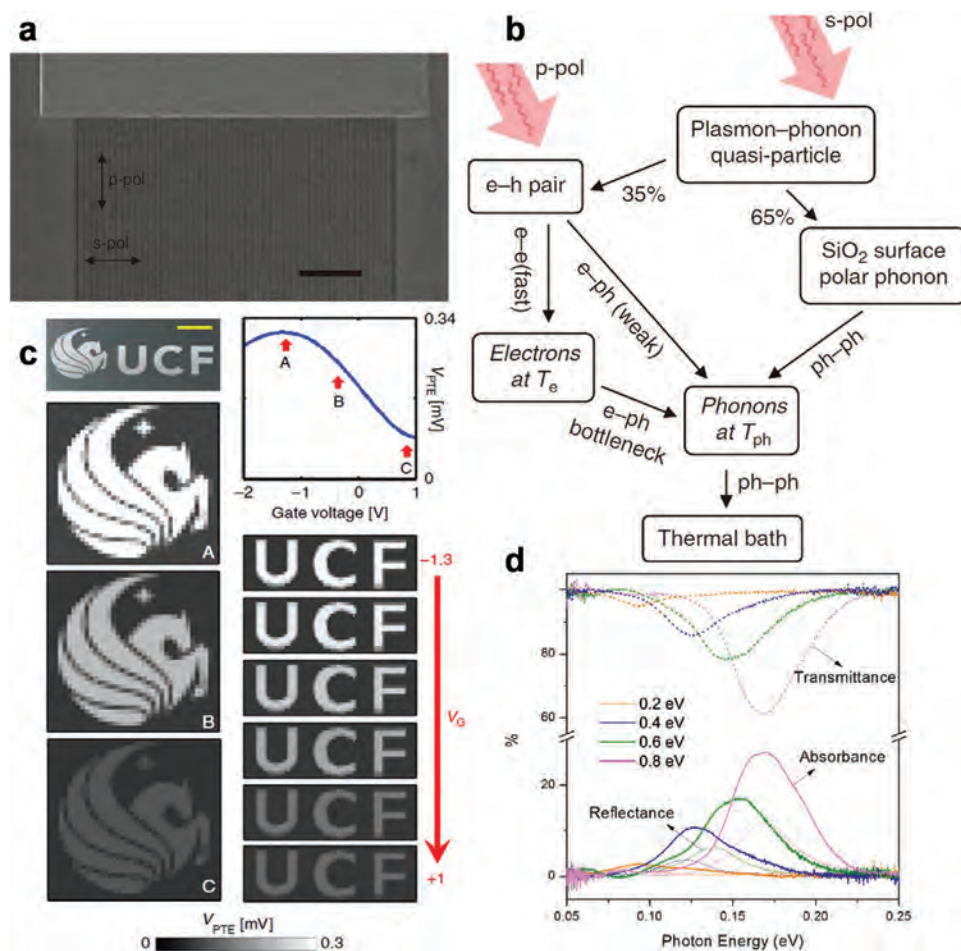 a
p-pol
s-pol
b
p-pol
s-pol
Plasmon–phonon
quasi-particle
e–h pair
35%
65%
SiO₂ surface
polar phonon
e–e(fast)
e–ph (weak)
ph–ph
Electrons
at Tₑ
e–ph
bottleneck
Phonons
at Tₚₕ
ph–ph
Thermal bath
c
UCF
A
B
C
0.34
V_PTE [mV]
0
−2
−1
0
1
Gate voltage [V]
A
B
C
UCF
−1.3
UCF
UCF
V_G
UCF
UCF
UCF
+1
V_PTE [mV]
0
0.3
d
80
60
%
20
0
Transmittance
0.2 eV
0.4 eV
0.6 eV
0.8 eV
Absorbance
Reflectance
0.05
0.10
0.15
0.20
0.25
Photon Energy (eV)